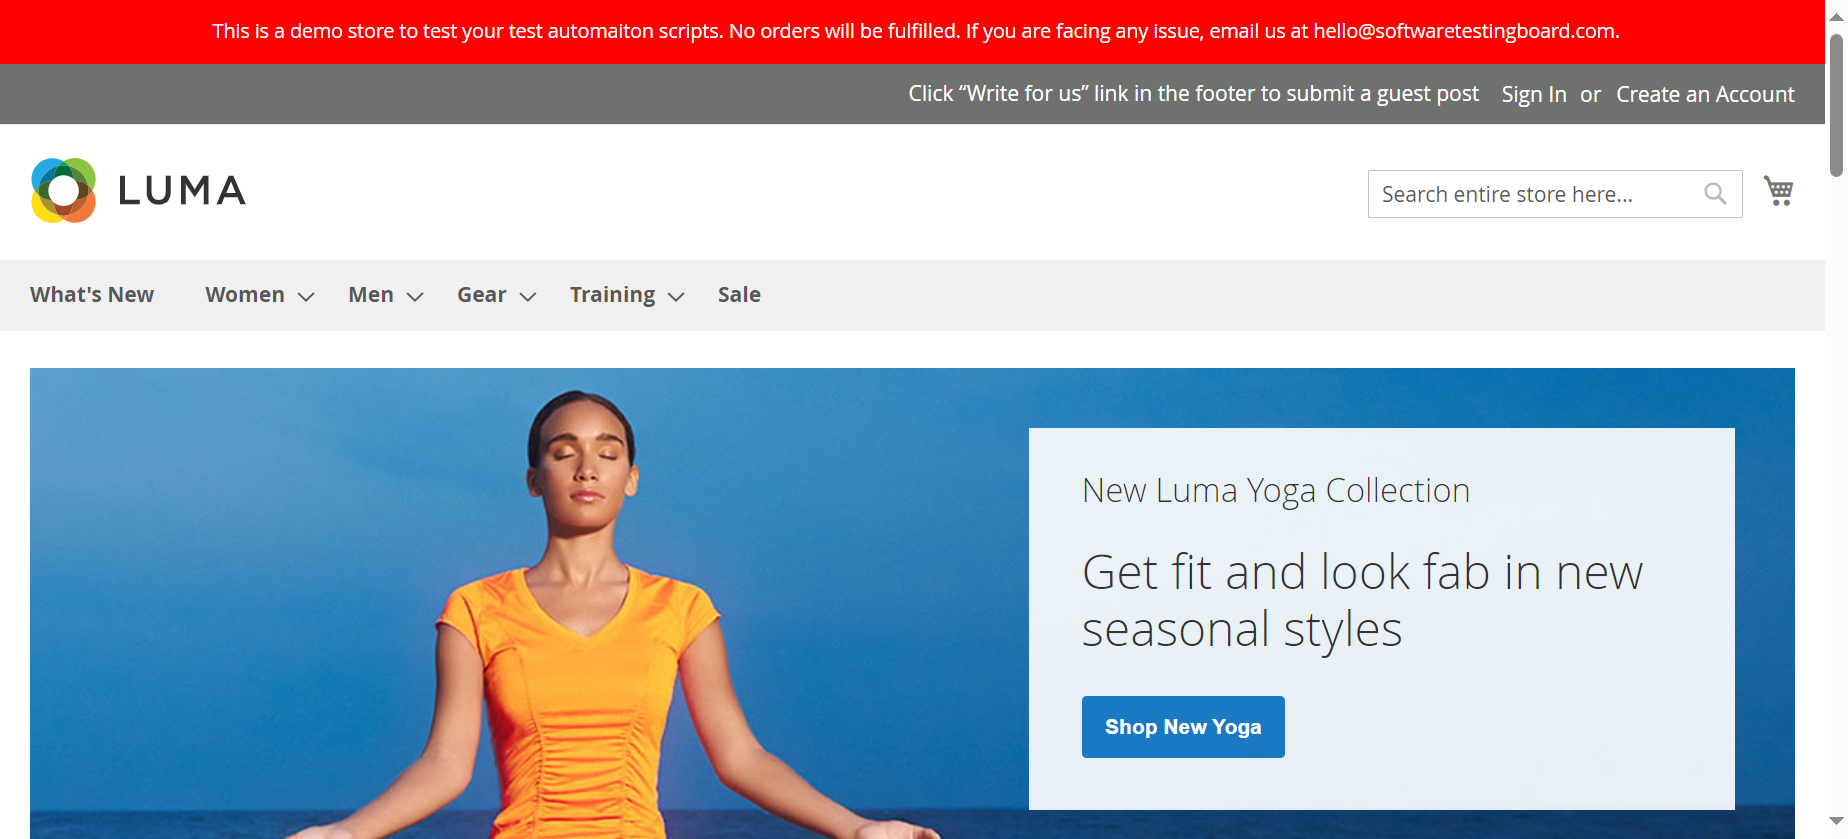 This is a demo store to test your test automaiton scripts. No orders will be fulfilled. If you are facing any issue, email us at hello@softwaretestingboard.com.
Click “Write for us” link in the footer to submit a guest post Sign In or Create an Account
LUMA
Search entire store here...
What's New Women Men Gear Training Sale
New Luma Yoga Collection
Get fit and look fab in new
seasonal styles
Shop New Yoga